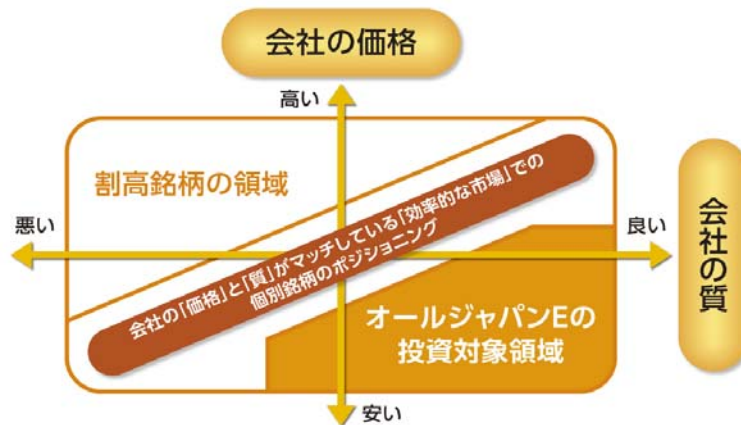 会社の価格
高い
割高銘柄の領域
悪い
良い
会社の質
会社の「価格」と「質」がマッチしている「効率的な市場」での
個別銘柄のポジショニング
オールジャパンEの
投資対象領域
安い